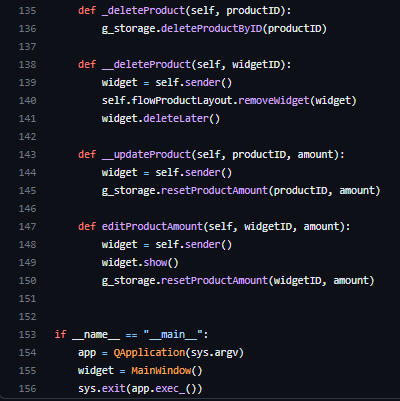 135 def _deleteProduct(self, productID):
136 g_storage.deleteProductByID(productID)
137
138 def __deleteProduct(self, widgetID):
139 widget = self.sender()
140 self.flowProductLayout.removeWidget(widget)
141 widget.deleteLater()
142
143 def __updateProduct(self, productID, amount):
144 widget = self.sender()
145 g_storage.resetProductAmount(productID, amount)
146
147 def editProductAmount(self, widgetID, amount):
148 widget = self.sender()
149 widget.show()
150 g_storage.resetProductAmount(widgetID, amount)
151
152
153 if __name__ == "__main__":
154 app = QApplication(sys.argv)
155 widget = MainWindow()
156 sys.exit(app.exec_())